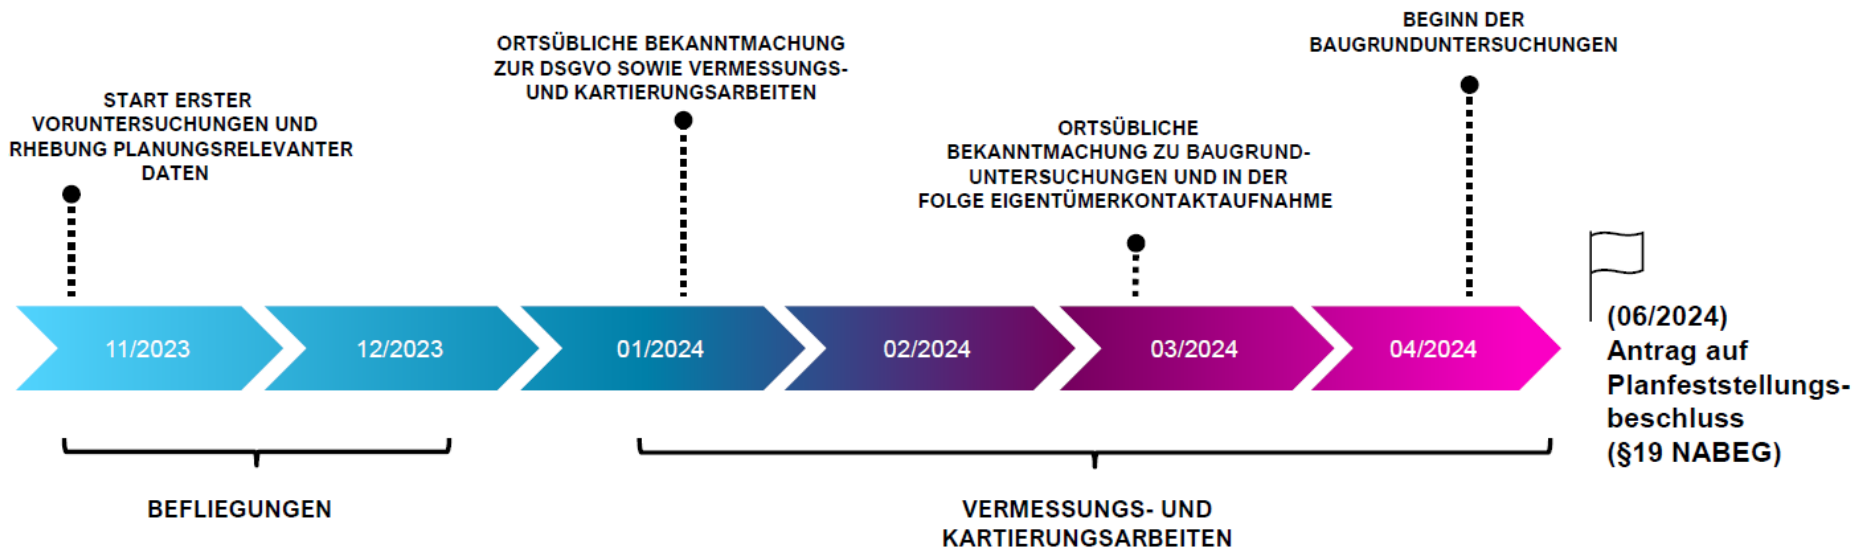 START ERSTER
VORUNTERSUCHUNGEN UND
RHEBUNG PLANUNGSRELEVANTER
DATEN
ORTSÜBLICHE BEKANNTMACHUNG
ZUR DSGVO SOWIE VERMESSUNGS-
UND KARTIERUNGSARBEITEN
ORTSÜBLICHE
BEKANNTMACHUNG ZU BAUGRUND-
UNTERSUCHUNGEN UND IN DER
FOLGE EIGENTÜMERKONTAKTAUFNAHME
BEGINN DER
BAUGRUNDUNTERSUCHUNGEN
11/2023
12/2023
01/2024
02/2024
03/2024
04/2024
(06/2024)
Antrag auf
Planfeststellungs-
beschluss
(§19 NABEG)
BEFLIEGUNGEN
VERMESSUNGS- UND
KARTIERUNGSARBEITEN